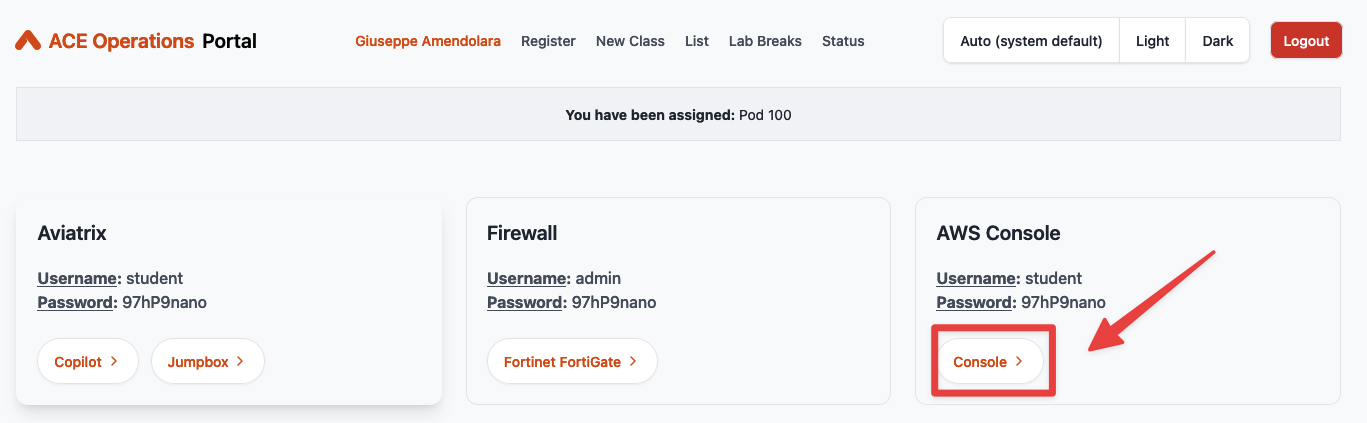 ACE Operations Portal
Giuseppe Amendolara Register New Class List Lab Breaks Status
Auto (system default) Light Dark
Logout
You have been assigned: Pod 100
Aviatrix
Username: student
Password: 97hP9nano
Copilot
Jumpbox
Firewall
Username: admin
Password: 97hP9nano
Fortinet FortiGate
AWS Console
Username: student
Password: 97hP9nano
Console